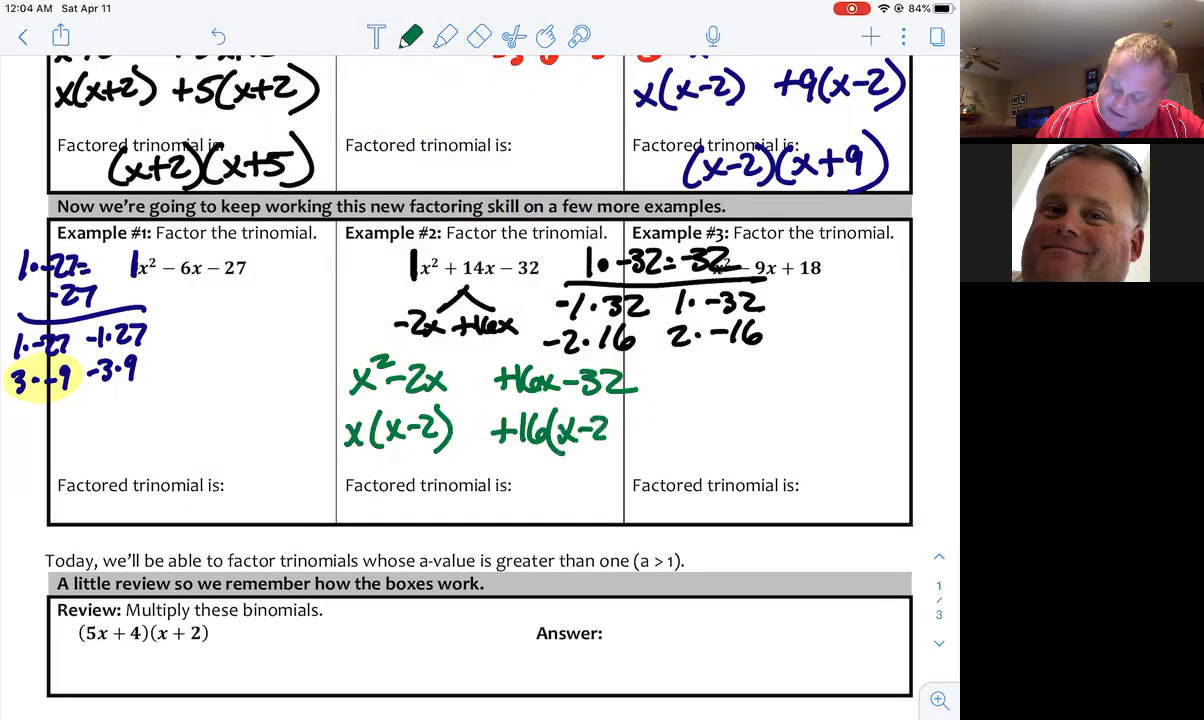 12:04 AM Sat Apr 11
84%
x(x+2) +5(x+2)
x(x-2) +9(x-2)
Factored trinomial is:
(x+2)(x+5)
Factored trinomial is:
Factored trinomial is:
(x-2)(x+9)
Now we're going to keep working this new factoring skill on a few more examples.
Example #1: Factor the trinomial.
1x² − 6x − 27
1·-27=
-27
1·-27 -1·27
3·-9 -3·9
Factored trinomial is:
Example #2: Factor the trinomial.
1x² + 14x − 32
-2x +16x
1·-32=-32
-1·32 1·-32
-2·16 2·-16
x²-2x +16x-32
x(x-2) +16(x-2
Factored trinomial is:
Example #3: Factor the trinomial.
x² − 9x + 18
Factored trinomial is:
Today, we'll be able to factor trinomials whose a-value is greater than one (a > 1).
A little review so we remember how the boxes work.
Review: Multiply these binomials.
(5x + 4)(x + 2)
Answer:
1
/
3